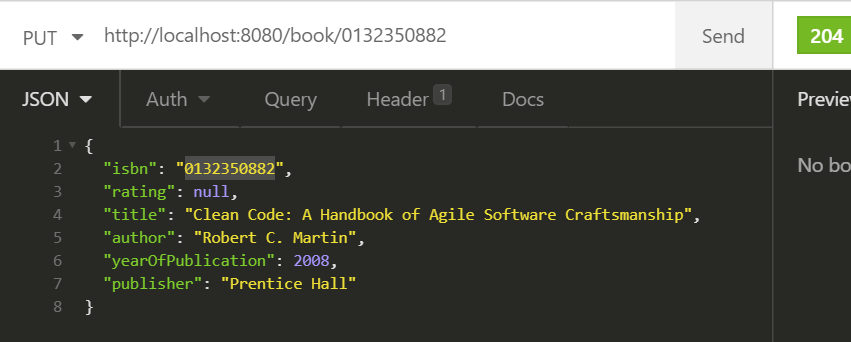 PUT http://localhost:8080/book/0132350882 Send 204
JSON Auth Query Header 1 Docs Preview
1 {
2 "isbn": "0132350882",
3 "rating": null,
4 "title": "Clean Code: A Handbook of Agile Software Craftsmanship",
5 "author": "Robert C. Martin",
6 "yearOfPublication": 2008,
7 "publisher": "Prentice Hall"
8 }
No bo